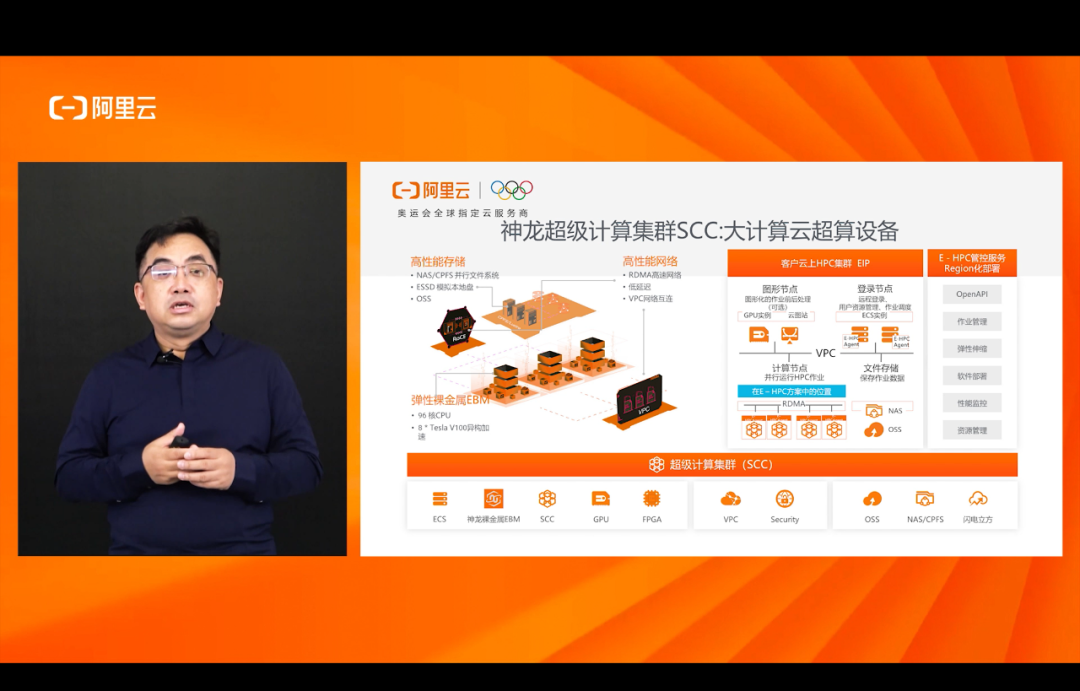 阿里云
阿里云
奥运会全球指定云服务商
神龙超级计算集群SCC:大计算云超算设备
高性能存储
• NAS/CPFS 并行文件系统
• ESSD 模拟本地盘
• OSS
高性能网络
• RDMA高速网络
• 低延迟
• VPC网络互连
RoCE
VPC
弹性裸金属EBM
• 96 核CPU
• 8 * Tesla V100异构加
速
客户云上HPC集群 EIP
图形节点
图形化的作业前后处理
(可选)
GPU实例 云图站
登录节点
远程登录、
用户资源管理、作业调度
ECS实例
E-HPC
Agent
E-HPC
Agent
VPC
计算节点
并行运行HPC作业
在E-HPC方案中的位置
RDMA
文件存储
保存作业数据
NAS
OSS
E-HPC管控服务
Region化部署
OpenAPI
作业管理
弹性伸缩
软件部署
性能监控
资源管理
超级计算集群（SCC）
ECS 神龙裸金属EBM SCC GPU FPGA VPC Security OSS NAS/CPFS 闪电立方